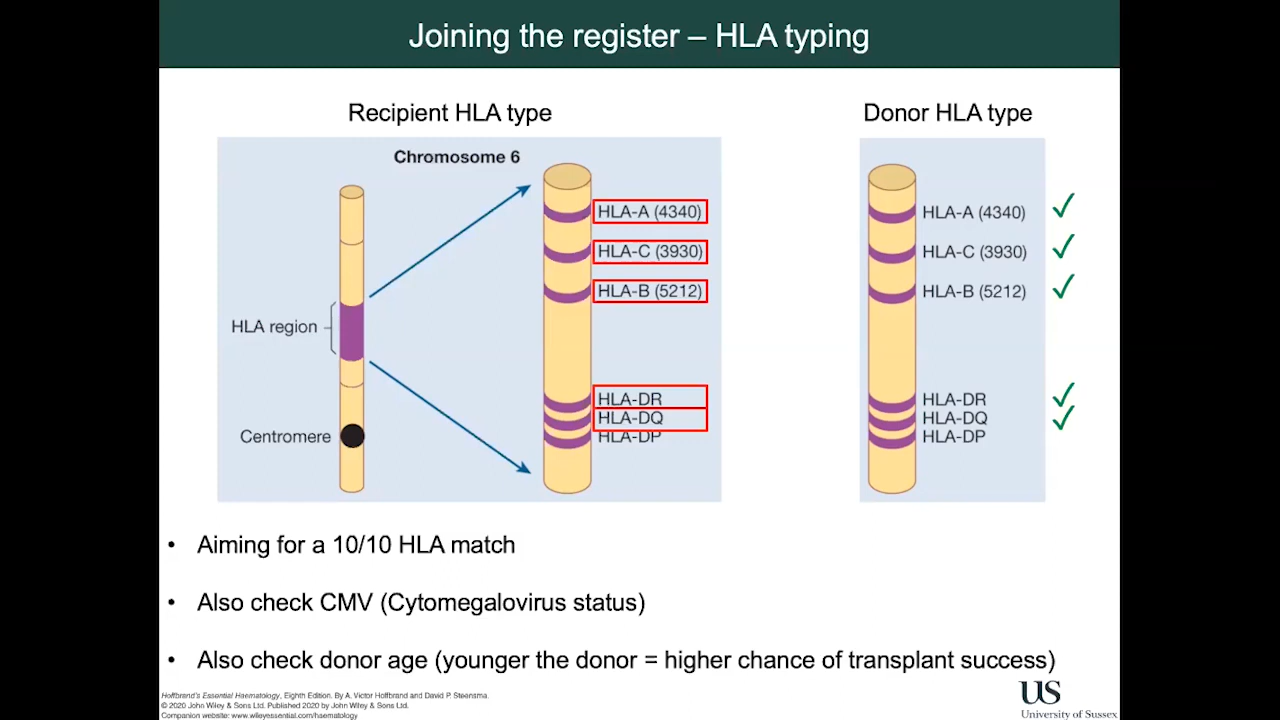 Joining the register – HLA typing
Recipient HLA type
Donor HLA type
Chromosome 6
HLA-A (4340)
HLA-C (3930)
HLA-B (5212)
HLA region
HLA-DR
HLA-DQ
HLA-DP
Centromere
HLA-A (4340) ✓
HLA-C (3930) ✓
HLA-B (5212) ✓
HLA-DR ✓
HLA-DQ ✓
HLA-DP
• Aiming for a 10/10 HLA match
• Also check CMV (Cytomegalovirus status)
• Also check donor age (younger the donor = higher chance of transplant success)
Hoffbrand's Essential Haematology, Eighth Edition. By A. Victor Hoffbrand and David P. Steensma.
© 2020 John Wiley & Sons Ltd. Published 2020 by John Wiley & Sons Ltd.
Companion website: www.wileyessential.com/haematology
US
University of Sussex